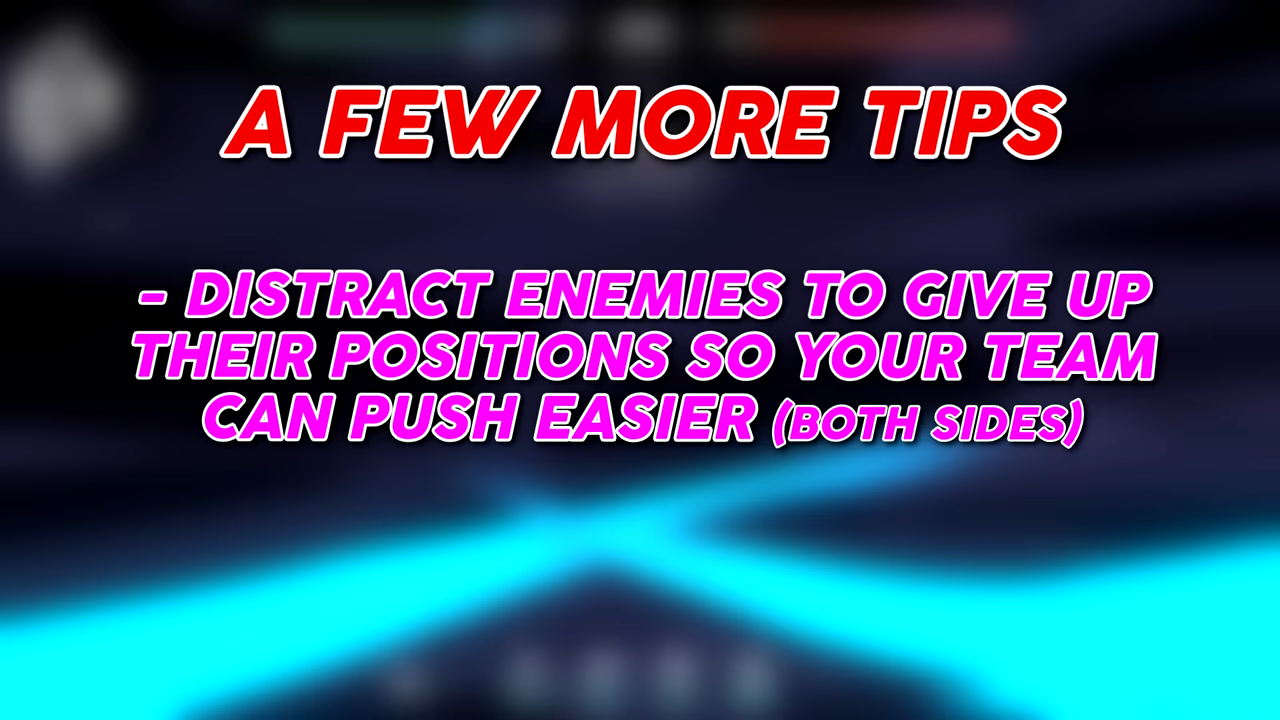 A FEW MORE TIPS
- DISTRACT ENEMIES TO GIVE UP
THEIR POSITIONS SO YOUR TEAM
CAN PUSH EASIER (BOTH SIDES)